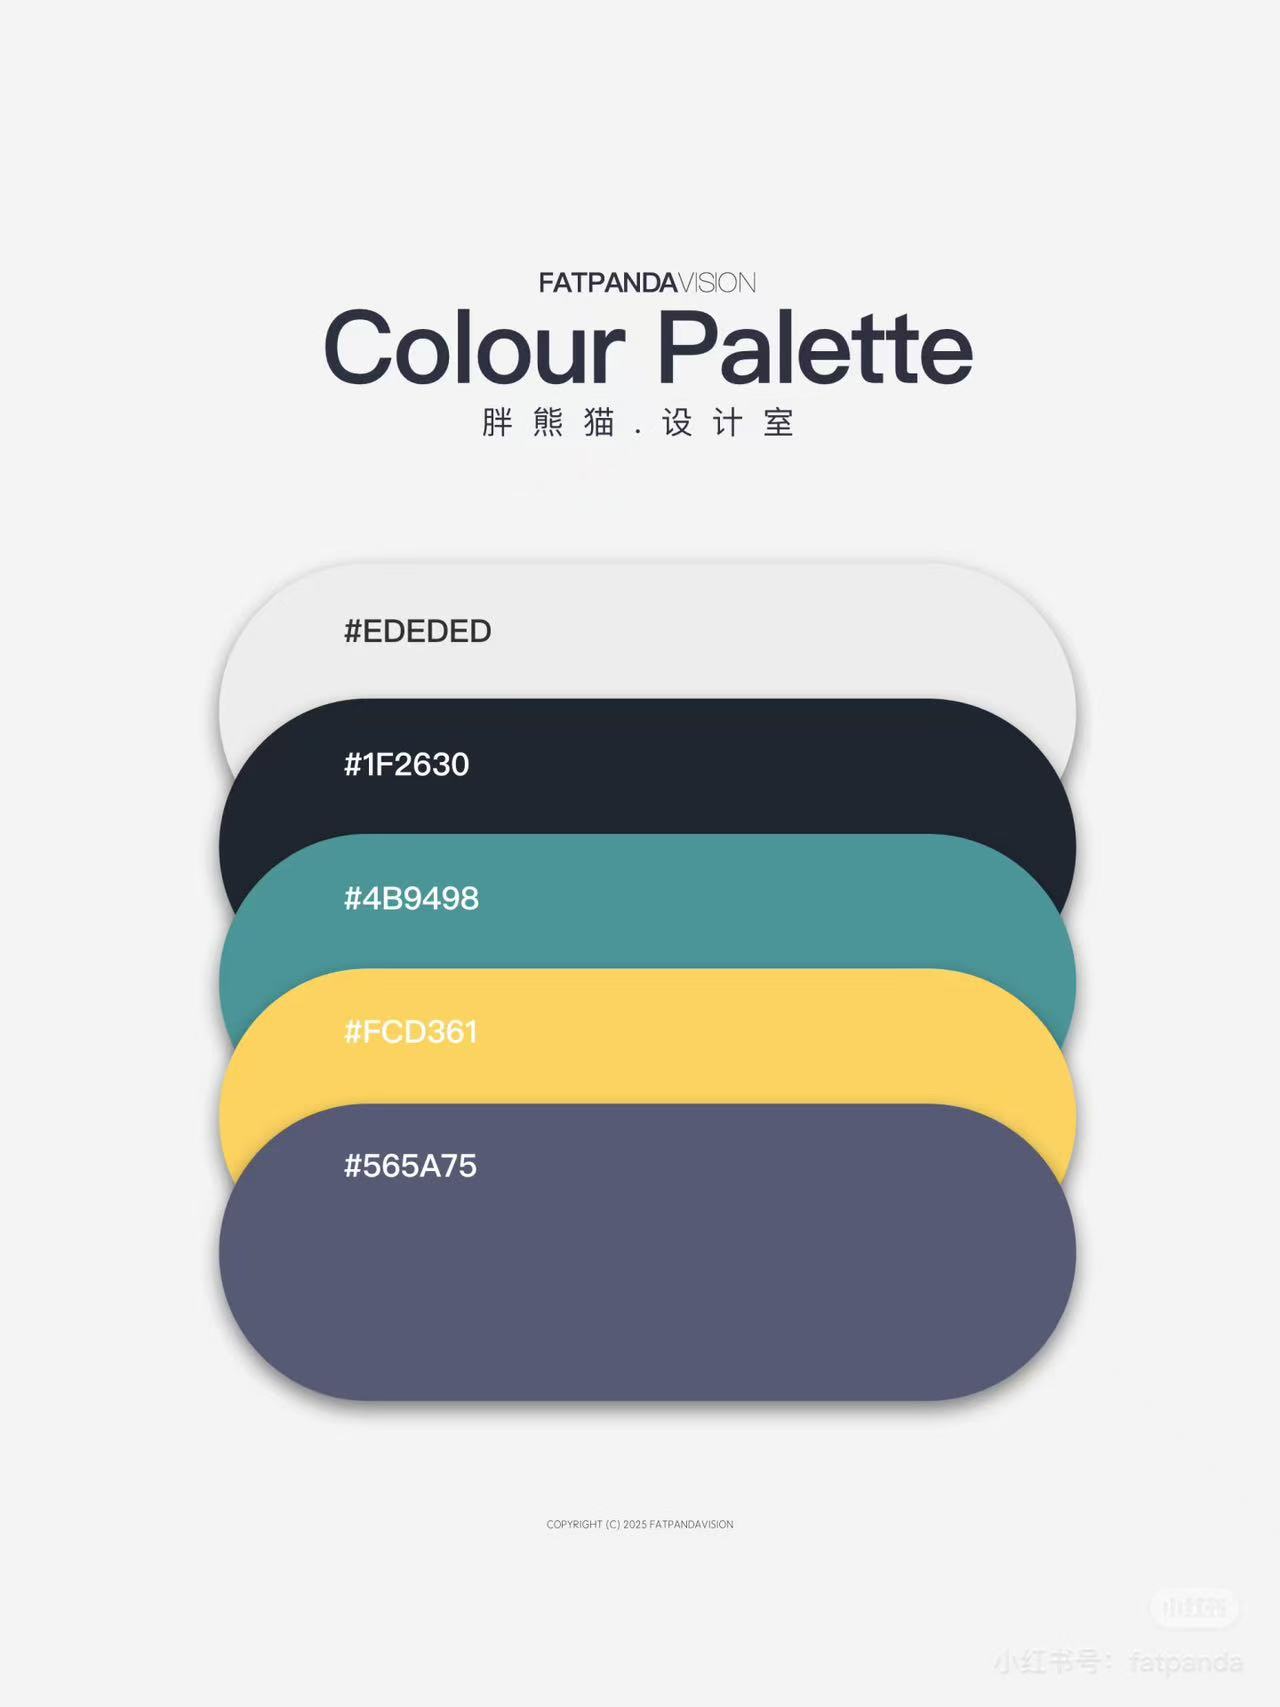 FATPANDAVISION
Colour Palette
胖熊猫.设计室
#EDEDED
#1F2630
#4B9498
#FCD361
#565A75
COPYRIGHT (C) 2025 FATPANDAVISION
小红书
小红书号：fatpanda